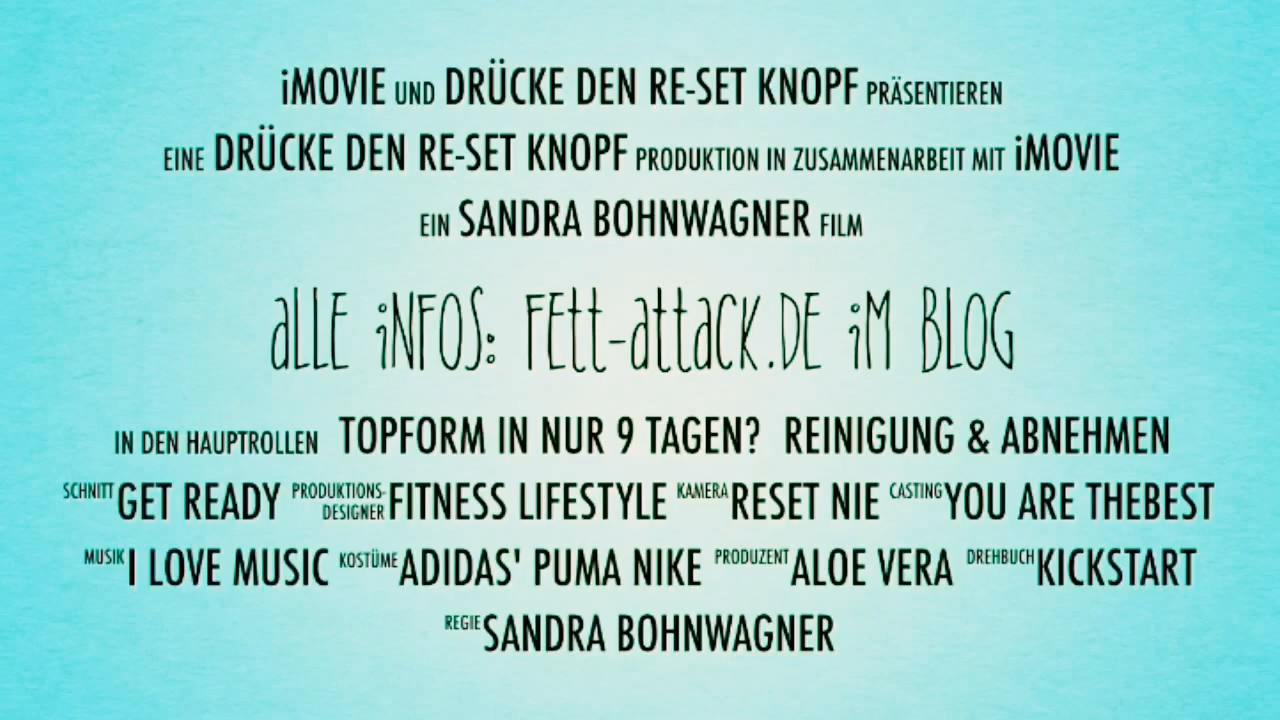 iMOVIE UND DRÜCKE DEN RE-SET KNOPF PRÄSENTIEREN
EINE DRÜCKE DEN RE-SET KNOPF PRODUKTION IN ZUSAMMENARBEIT MIT iMOVIE
EIN SANDRA BOHNWAGNER FILM
aLLE iNFOS: FEtt-attaCK.DE iM BLOG
IN DEN HAUPTROLLEN TOPFORM IN NUR 9 TAGEN? REINIGUNG & ABNEHMEN
SCHNITT GET READY PRODUKTIONS-DESIGNER FITNESS LIFESTYLE KAMERA RESET NIE CASTING YOU ARE THEBEST
MUSIK I LOVE MUSIC KOSTÜME ADIDAS' PUMA NIKE PRODUZENT ALOE VERA DREHBUCH KICKSTART
REGIE SANDRA BOHNWAGNER